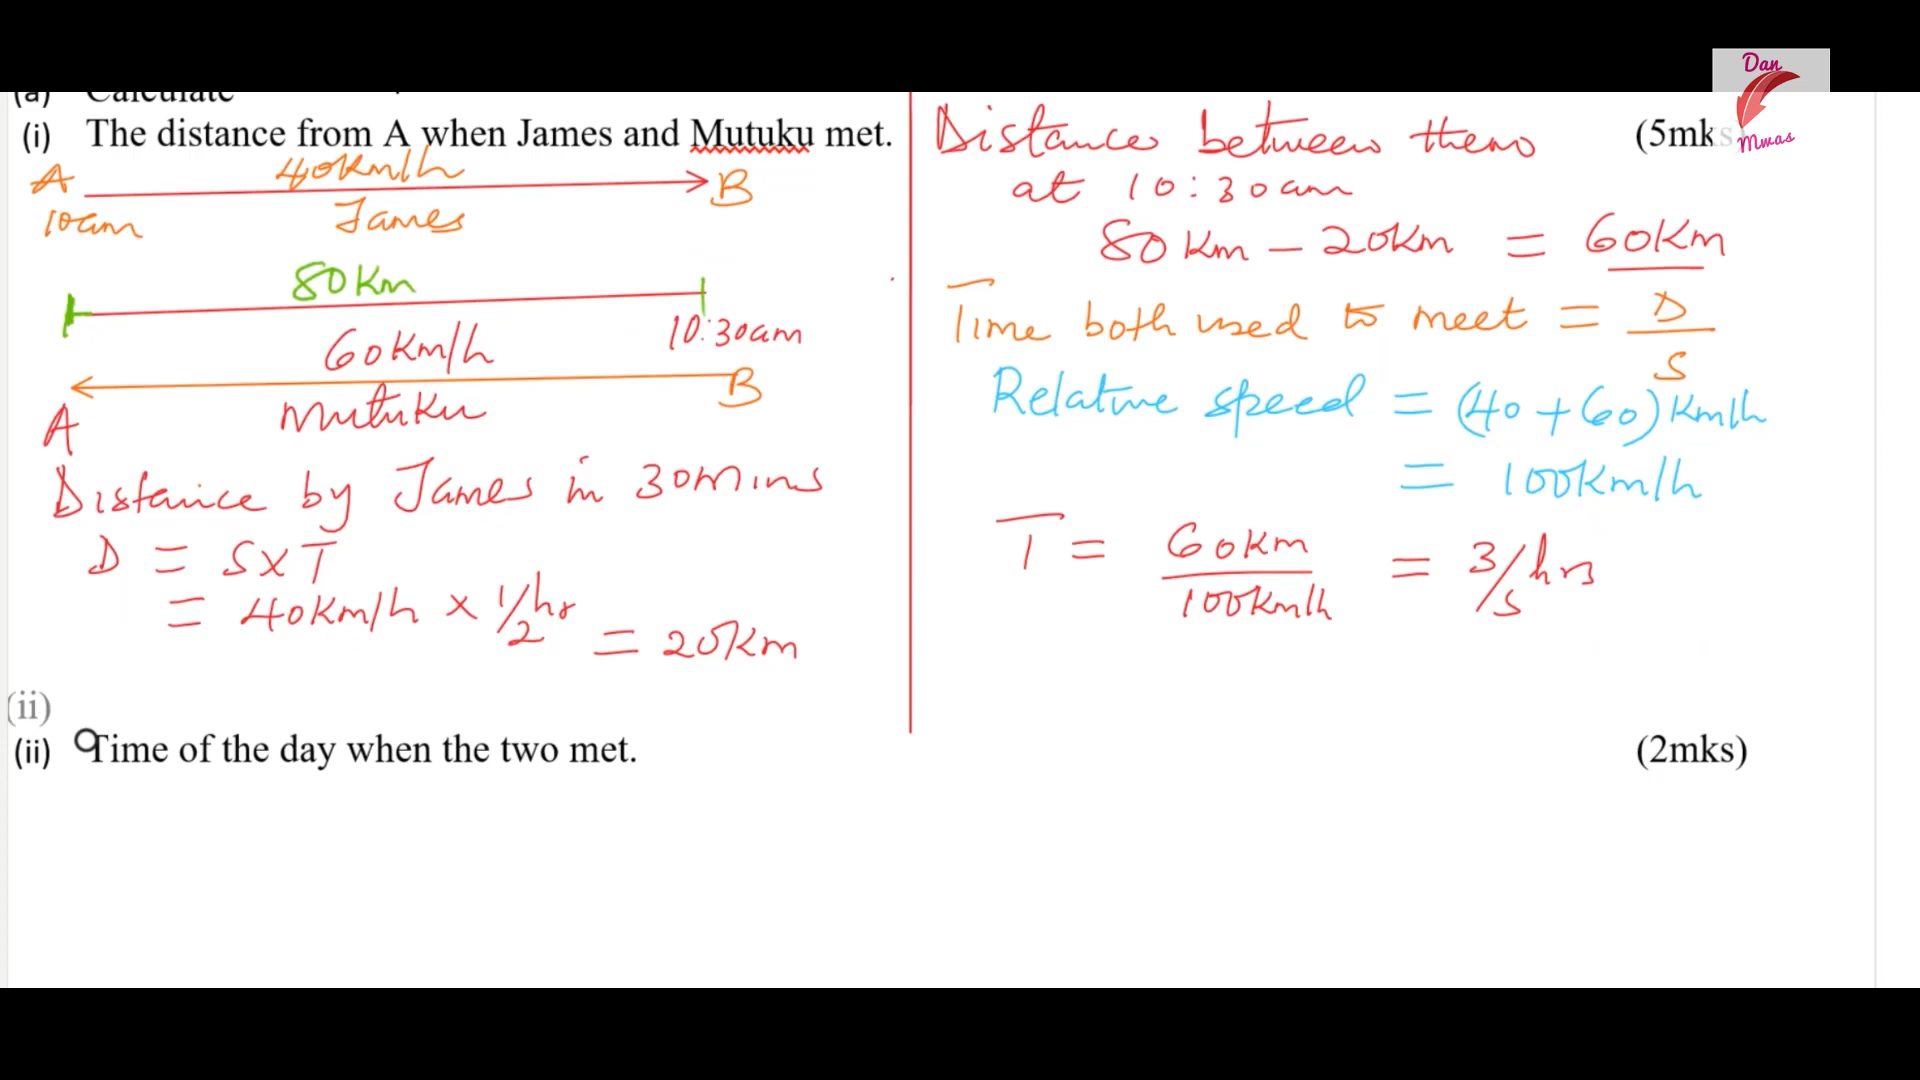 Dan
Mwas
(a) Calculate
(i) The distance from A when James and Mutuku met. (5mks)
A 40Km/h B
10am James
80Km
60Km/h 10:30am
B
A Mutuku
Distance by James in 30mins
D = S x T
= 40Km/h x 1/2 hr
= 20Km
Distance between them
at 10:30am
80 Km - 20Km = 60Km
Time both used to meet = D/S
Relative speed = (40 + 60) Km/h
= 100Km/h
T = 60Km/100Km/h = 3/5 hrs
(ii)
(ii) Time of the day when the two met. (2mks)